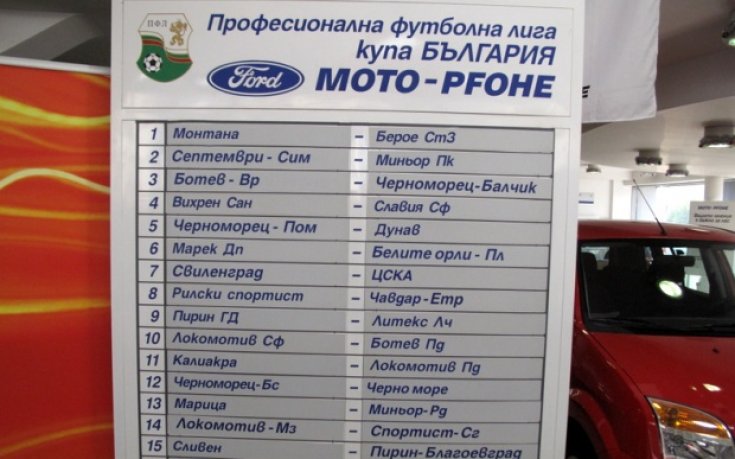 ПФЛ
Професионална футболна лига
купа БЪЛГАРИЯ
Ford MOTO-PFOHE
1 Монтана - Берое СтЗ
2 Септември - Сим - Миньор Пк
3 Ботев - Вр - Черноморец-Балчик
4 Вихрен Сан - Славия Сф
5 Черноморец - Пом - Дунав
6 Марек Дп - Белите орли - Пл
7 Свиленград - ЦСКА
8 Рилски спортист - Чавдар-Етр
9 Пирин ГД - Литекс Лч
10 Локомотив Сф - Ботев Пд
11 Калиакра - Локомотив Пд
12 Черноморец-Бс - Черно море
13 Марица - Миньор-Рд
14 Локомотив - Мз - Спортист-Сг
15 Сливен - Пирин-Благоевград
MOTO-PFOHE